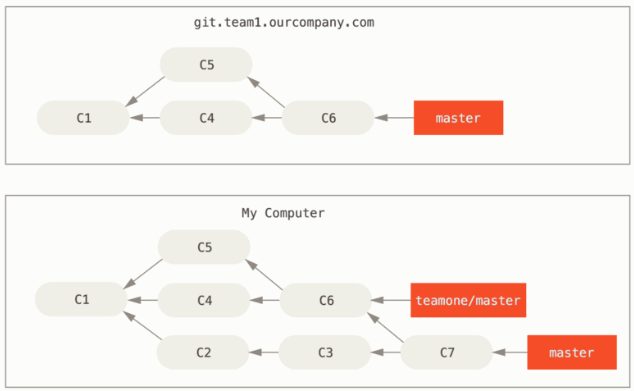 git.team1.ourcompany.com
C5
C1 C4 C6 master
My Computer
C5
C1 C4 C6 teamone/master
C2 C3 C7 master